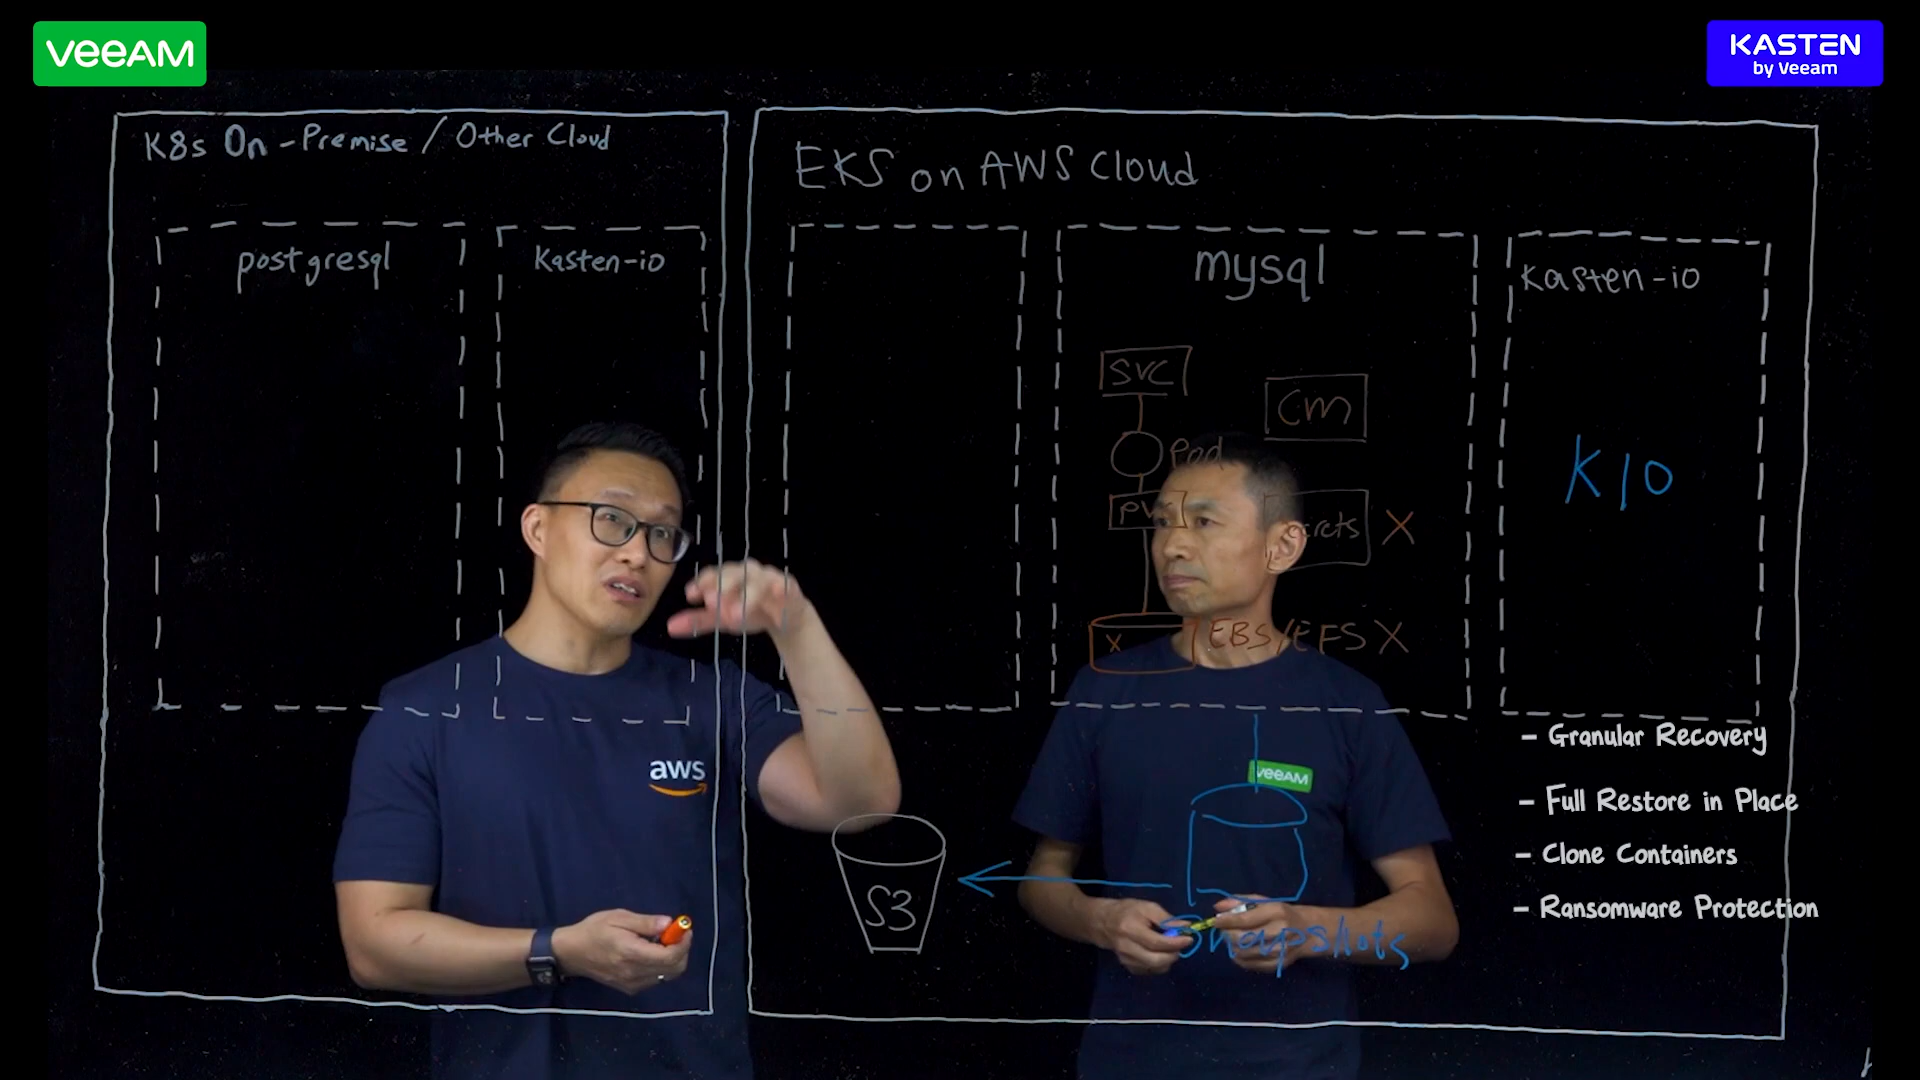 veeAM
KASTEN
by Veeam
K8s On-Premise / Other Cloud
postgresql
Kasten-io
EKS on AWS Cloud
mysql
SVC
CM
Pod
X
X EBS/EFS X
Kasten-io
K10
aws
veeAM
S3
Snapshots
- Granular Recovery
- Full Restore in Place
- Clone Containers
- Ransomware Protection